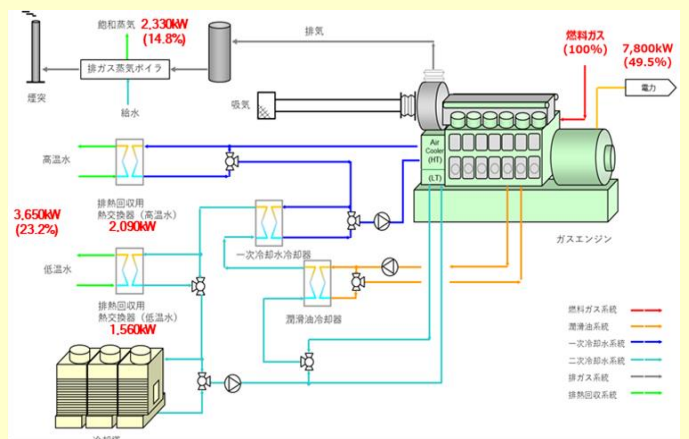 飽和蒸気
2,330kW
(14.8%)
排気
燃料ガス
(100%)
7,800kW
(49.5%)
電力
排ガス蒸気ボイラ
煙突
給水
吸気
Air
Cooler
(HT)
(LT)
高温水
排熱回収用
熱交換器（高温水）
2,090kW
3,650kW
(23.2%)
一次冷却水冷却器
ガスエンジン
低温水
排熱回収用
熱交換器（低温水）
1,560kW
潤滑油冷却器
燃料ガス系統
潤滑油系統
一次冷却水系統
二次冷却水系統
排ガス系統
排熱回収系統